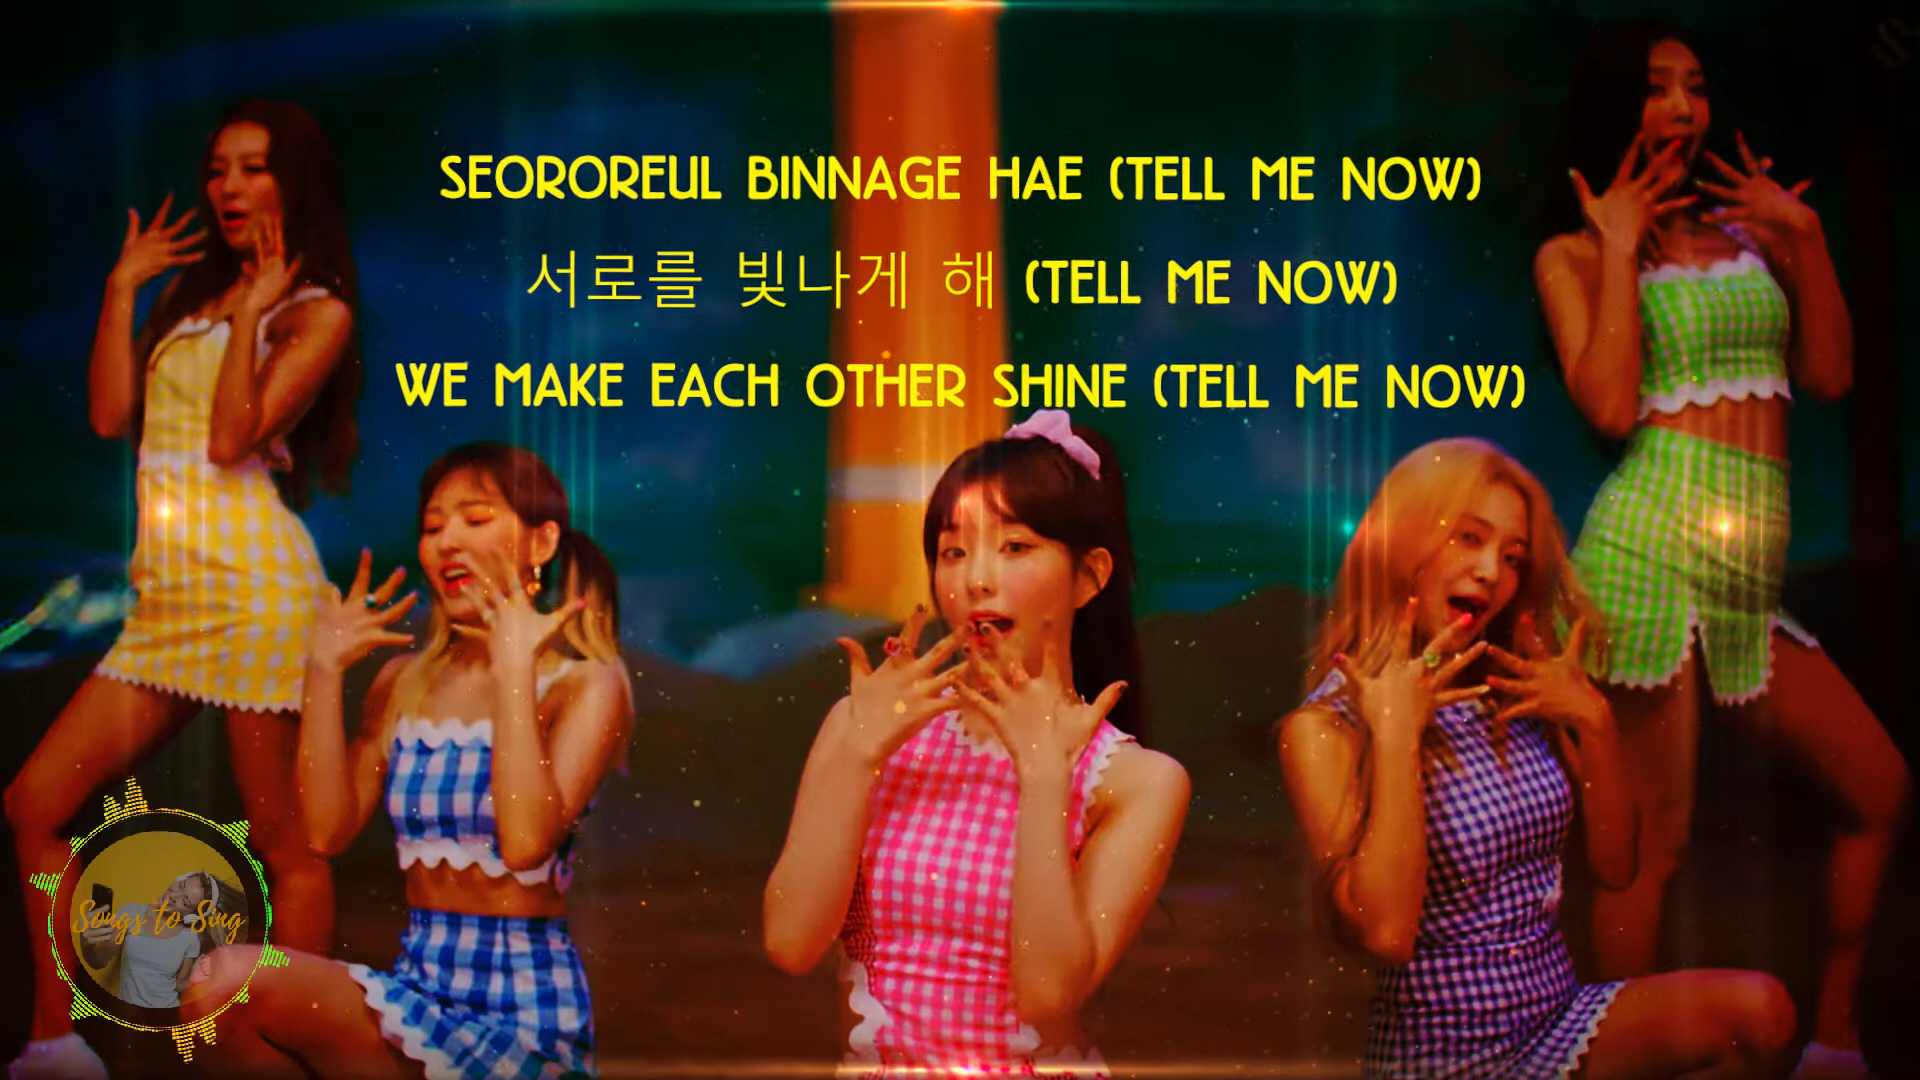 SEOROREUL BINNAGE HAE (TELL ME NOW)
서로를 빛나게 해 (TELL ME NOW)
WE MAKE EACH OTHER SHINE (TELL ME NOW)
Songs to Sing